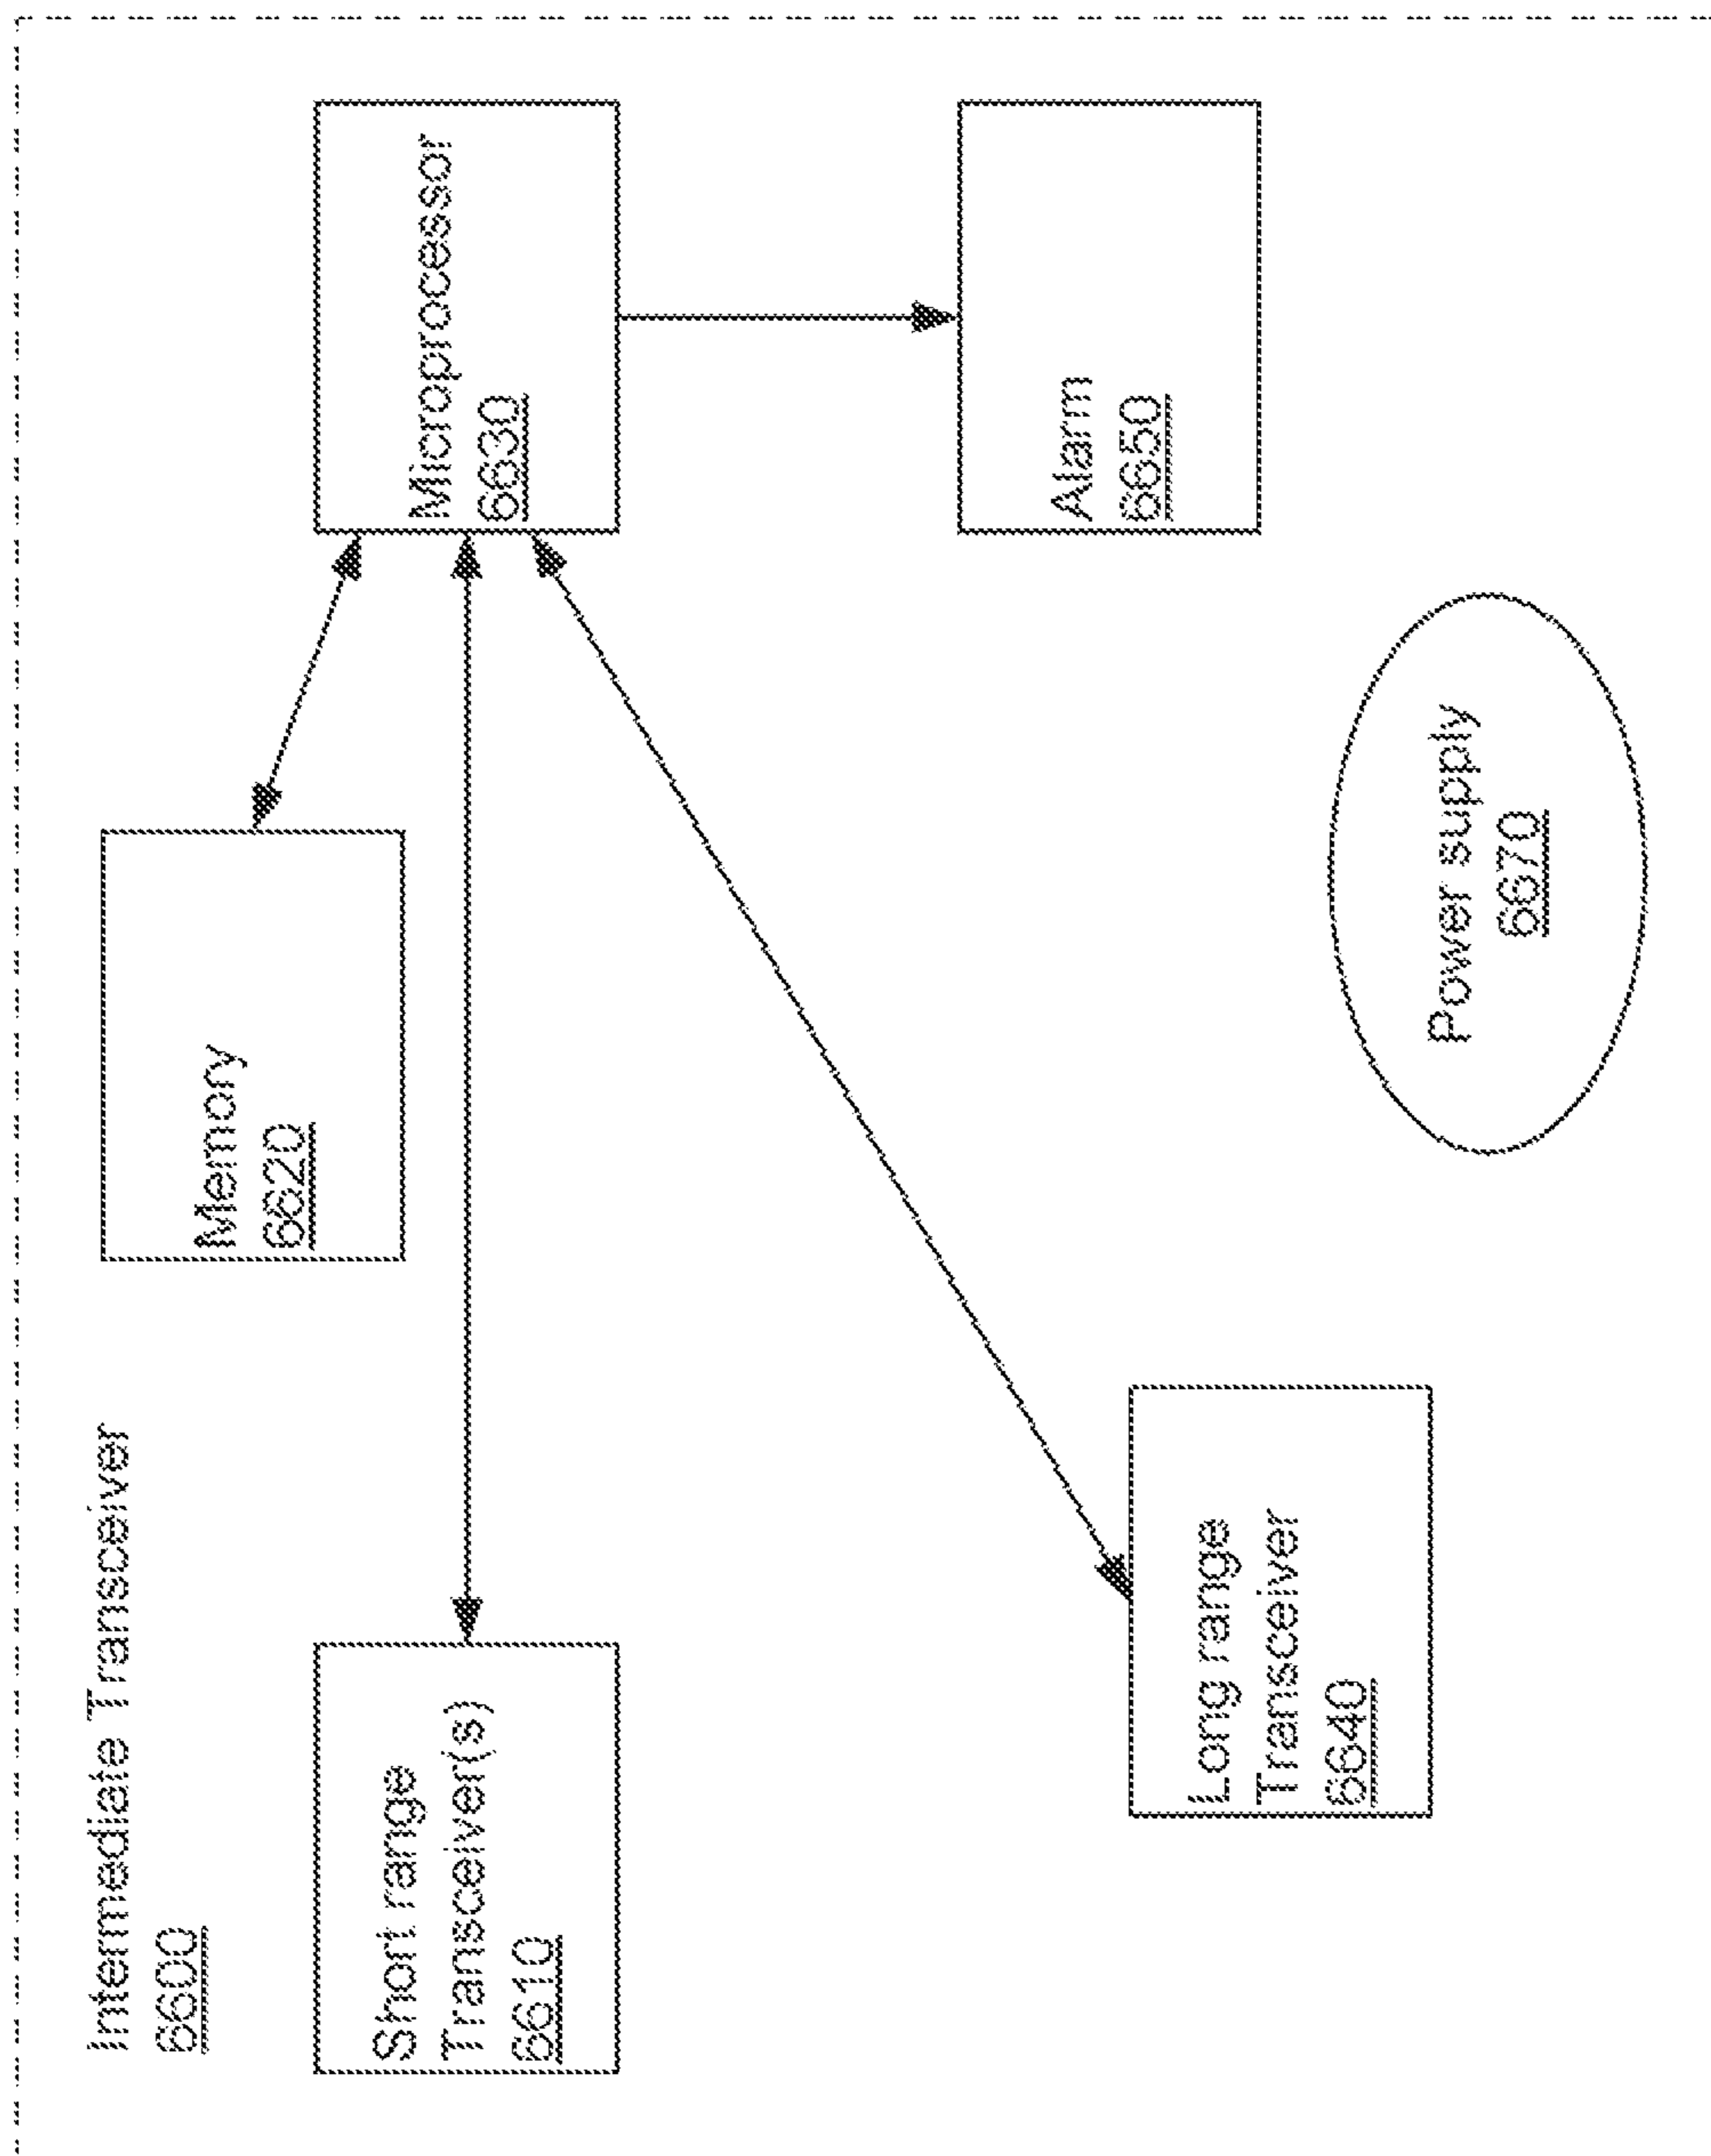 Intermediate Transceiver
6600
Short range
Transceiver(s)
6610
Memory
6620
Microprocessor
6630
Long range
Transceiver
6640
Alarm
6650
Power supply
6670